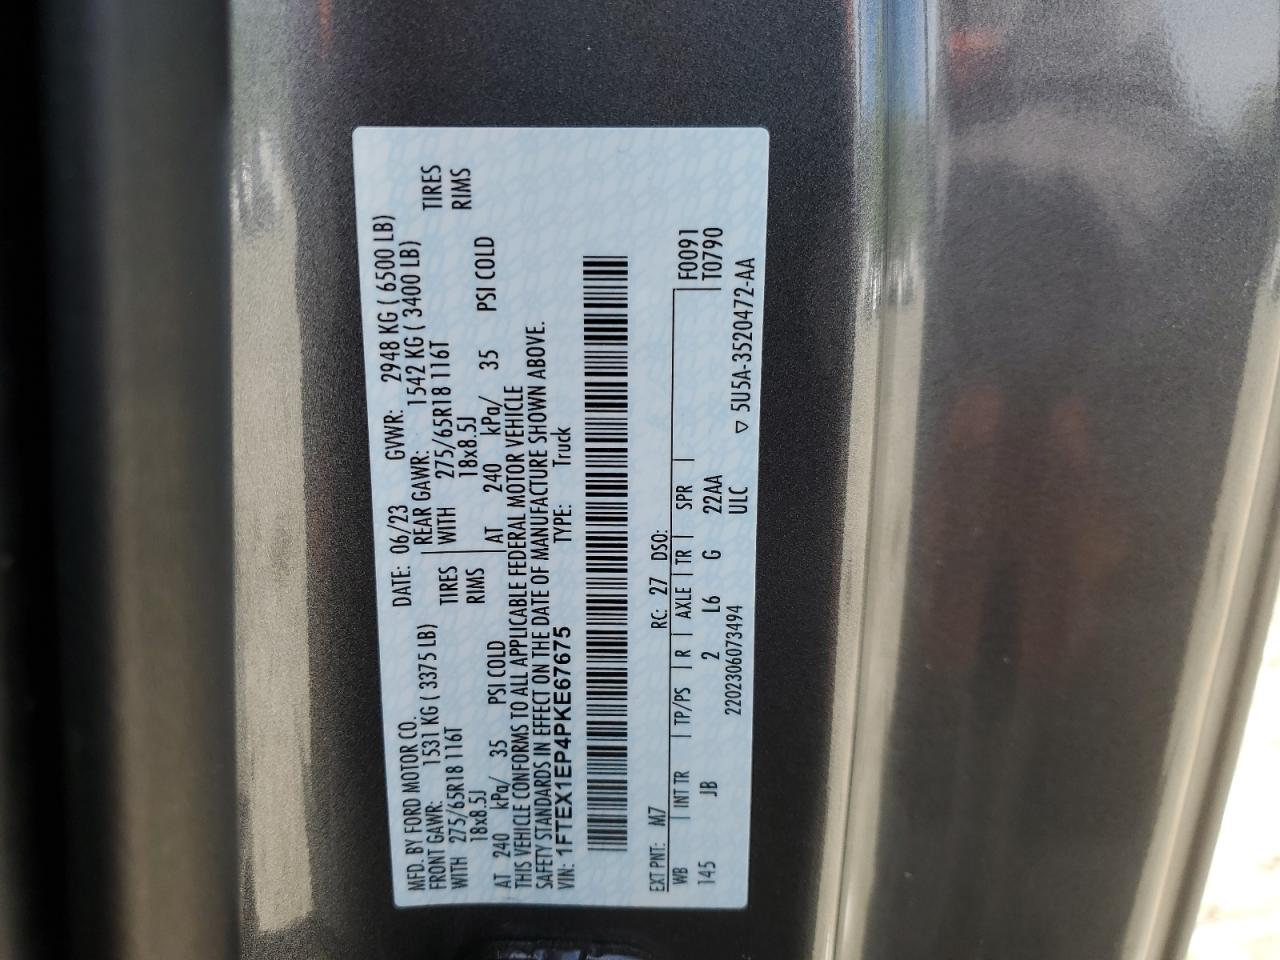 MFD. BY FORD MOTOR CO.
DATE: 06/23 GVWR: 2948 KG ( 6500 LB)
FRONT GAWR: 1531 KG ( 3375 LB) REAR GAWR: 1542 KG ( 3400 LB)
WITH 275/65R18 116T TIRES WITH 275/65R18 116T TIRES
18x8.5J RIMS 18x8.5J RIMS
AT 240 kPa/ 35 PSI COLD AT 240 kPa/ 35 PSI COLD
THIS VEHICLE CONFORMS TO ALL APPLICABLE FEDERAL MOTOR VEHICLE
SAFETY STANDARDS IN EFFECT ON THE DATE OF MANUFACTURE SHOWN ABOVE.
VIN: 1FTEX1EP4PKE67675 TYPE: Truck
EXT PNT: M7 RC: 27 DSO:
WB | INT TR | TP/PS | R | AXLE | TR | SPR | F0091
145 JB 2 L6 G 22AA T0790
2202306073494 ULC ▽ 5U5A-3520472-AA